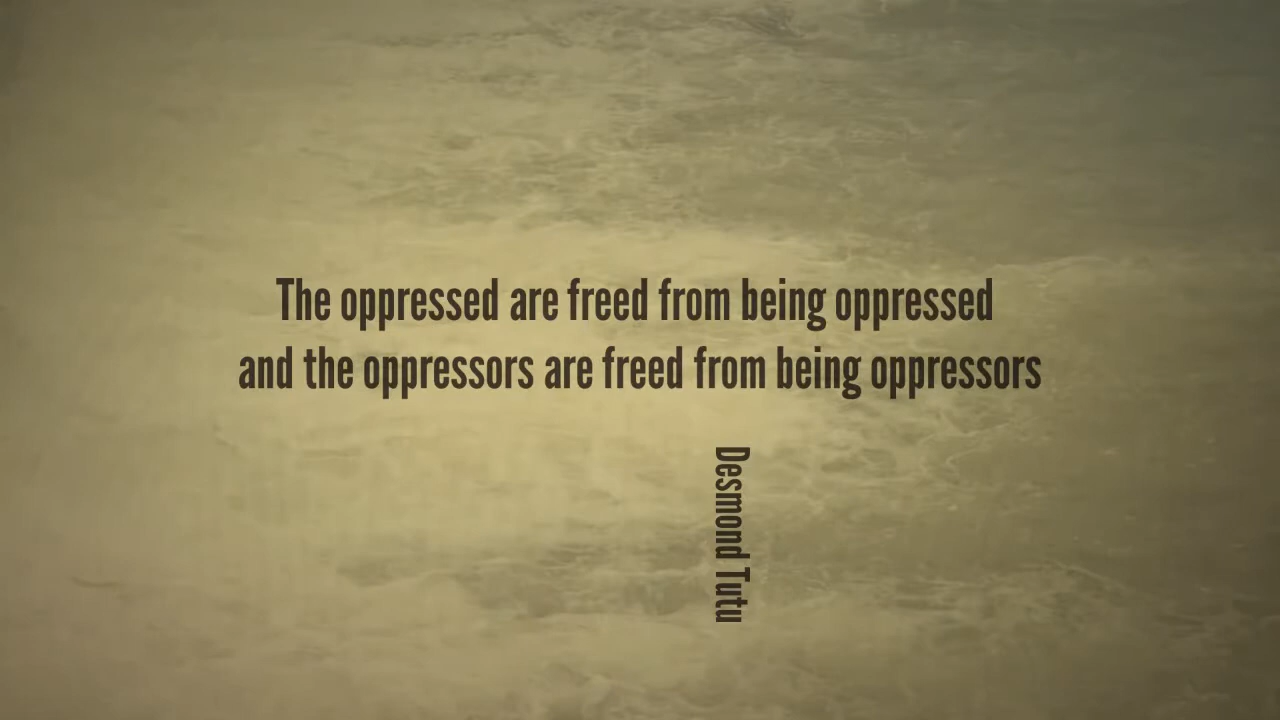 The oppressed are freed from being oppressed
and the oppressors are freed from being oppressors
Desmond Tutu